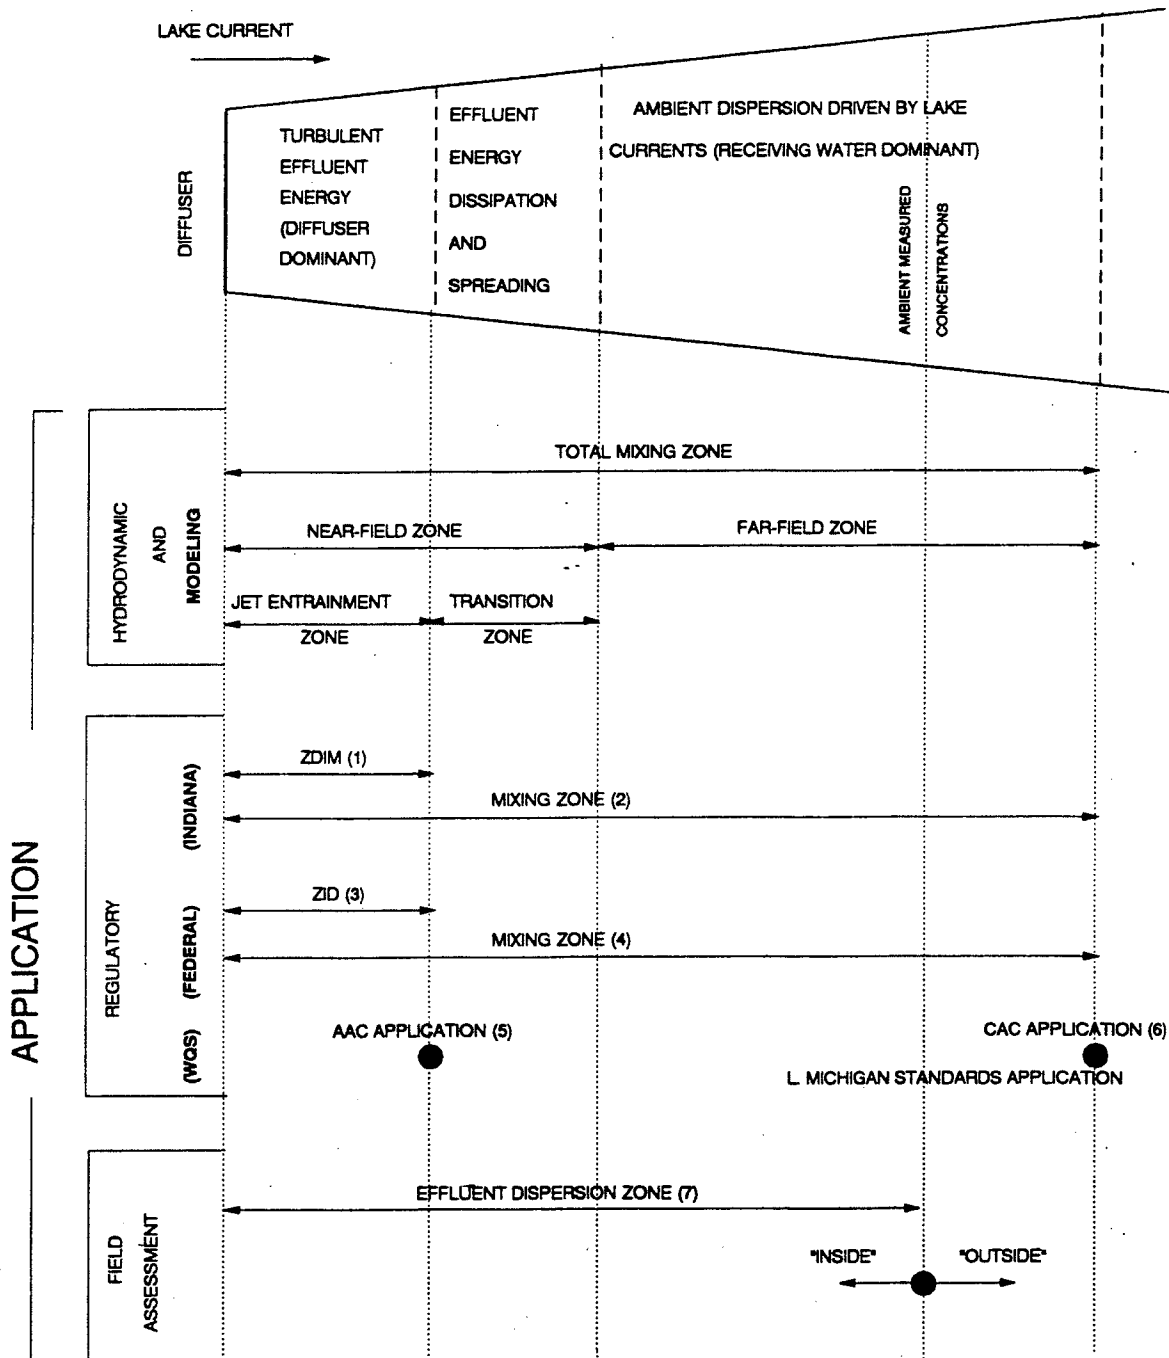 LAKE CURRENT
DIFFUSER
TURBULENT
EFFLUENT
ENERGY
(DIFFUSER
DOMINANT)
EFFLUENT
ENERGY
DISSIPATION
AND
SPREADING
AMBIENT DISPERSION DRIVEN BY LAKE
CURRENTS (RECEIVING WATER DOMINANT)
AMBIENT MEASURED
CONCENTRATIONS
APPLICATION
HYDRODYNAMIC
AND
MODELING
TOTAL MIXING ZONE
NEAR-FIELD ZONE
FAR-FIELD ZONE
JET ENTRAINMENT
ZONE
TRANSITION
ZONE
REGULATORY
(INDIANA)
ZDIM (1)
MIXING ZONE (2)
(FEDERAL)
ZID (3)
MIXING ZONE (4)
(WQS)
AAC APPLICATION (5)
CAC APPLICATION (6)
L. MICHIGAN STANDARDS APPLICATION
FIELD
ASSESSMENT
EFFLUENT DISPERSION ZONE (7)
"INSIDE"
"OUTSIDE"